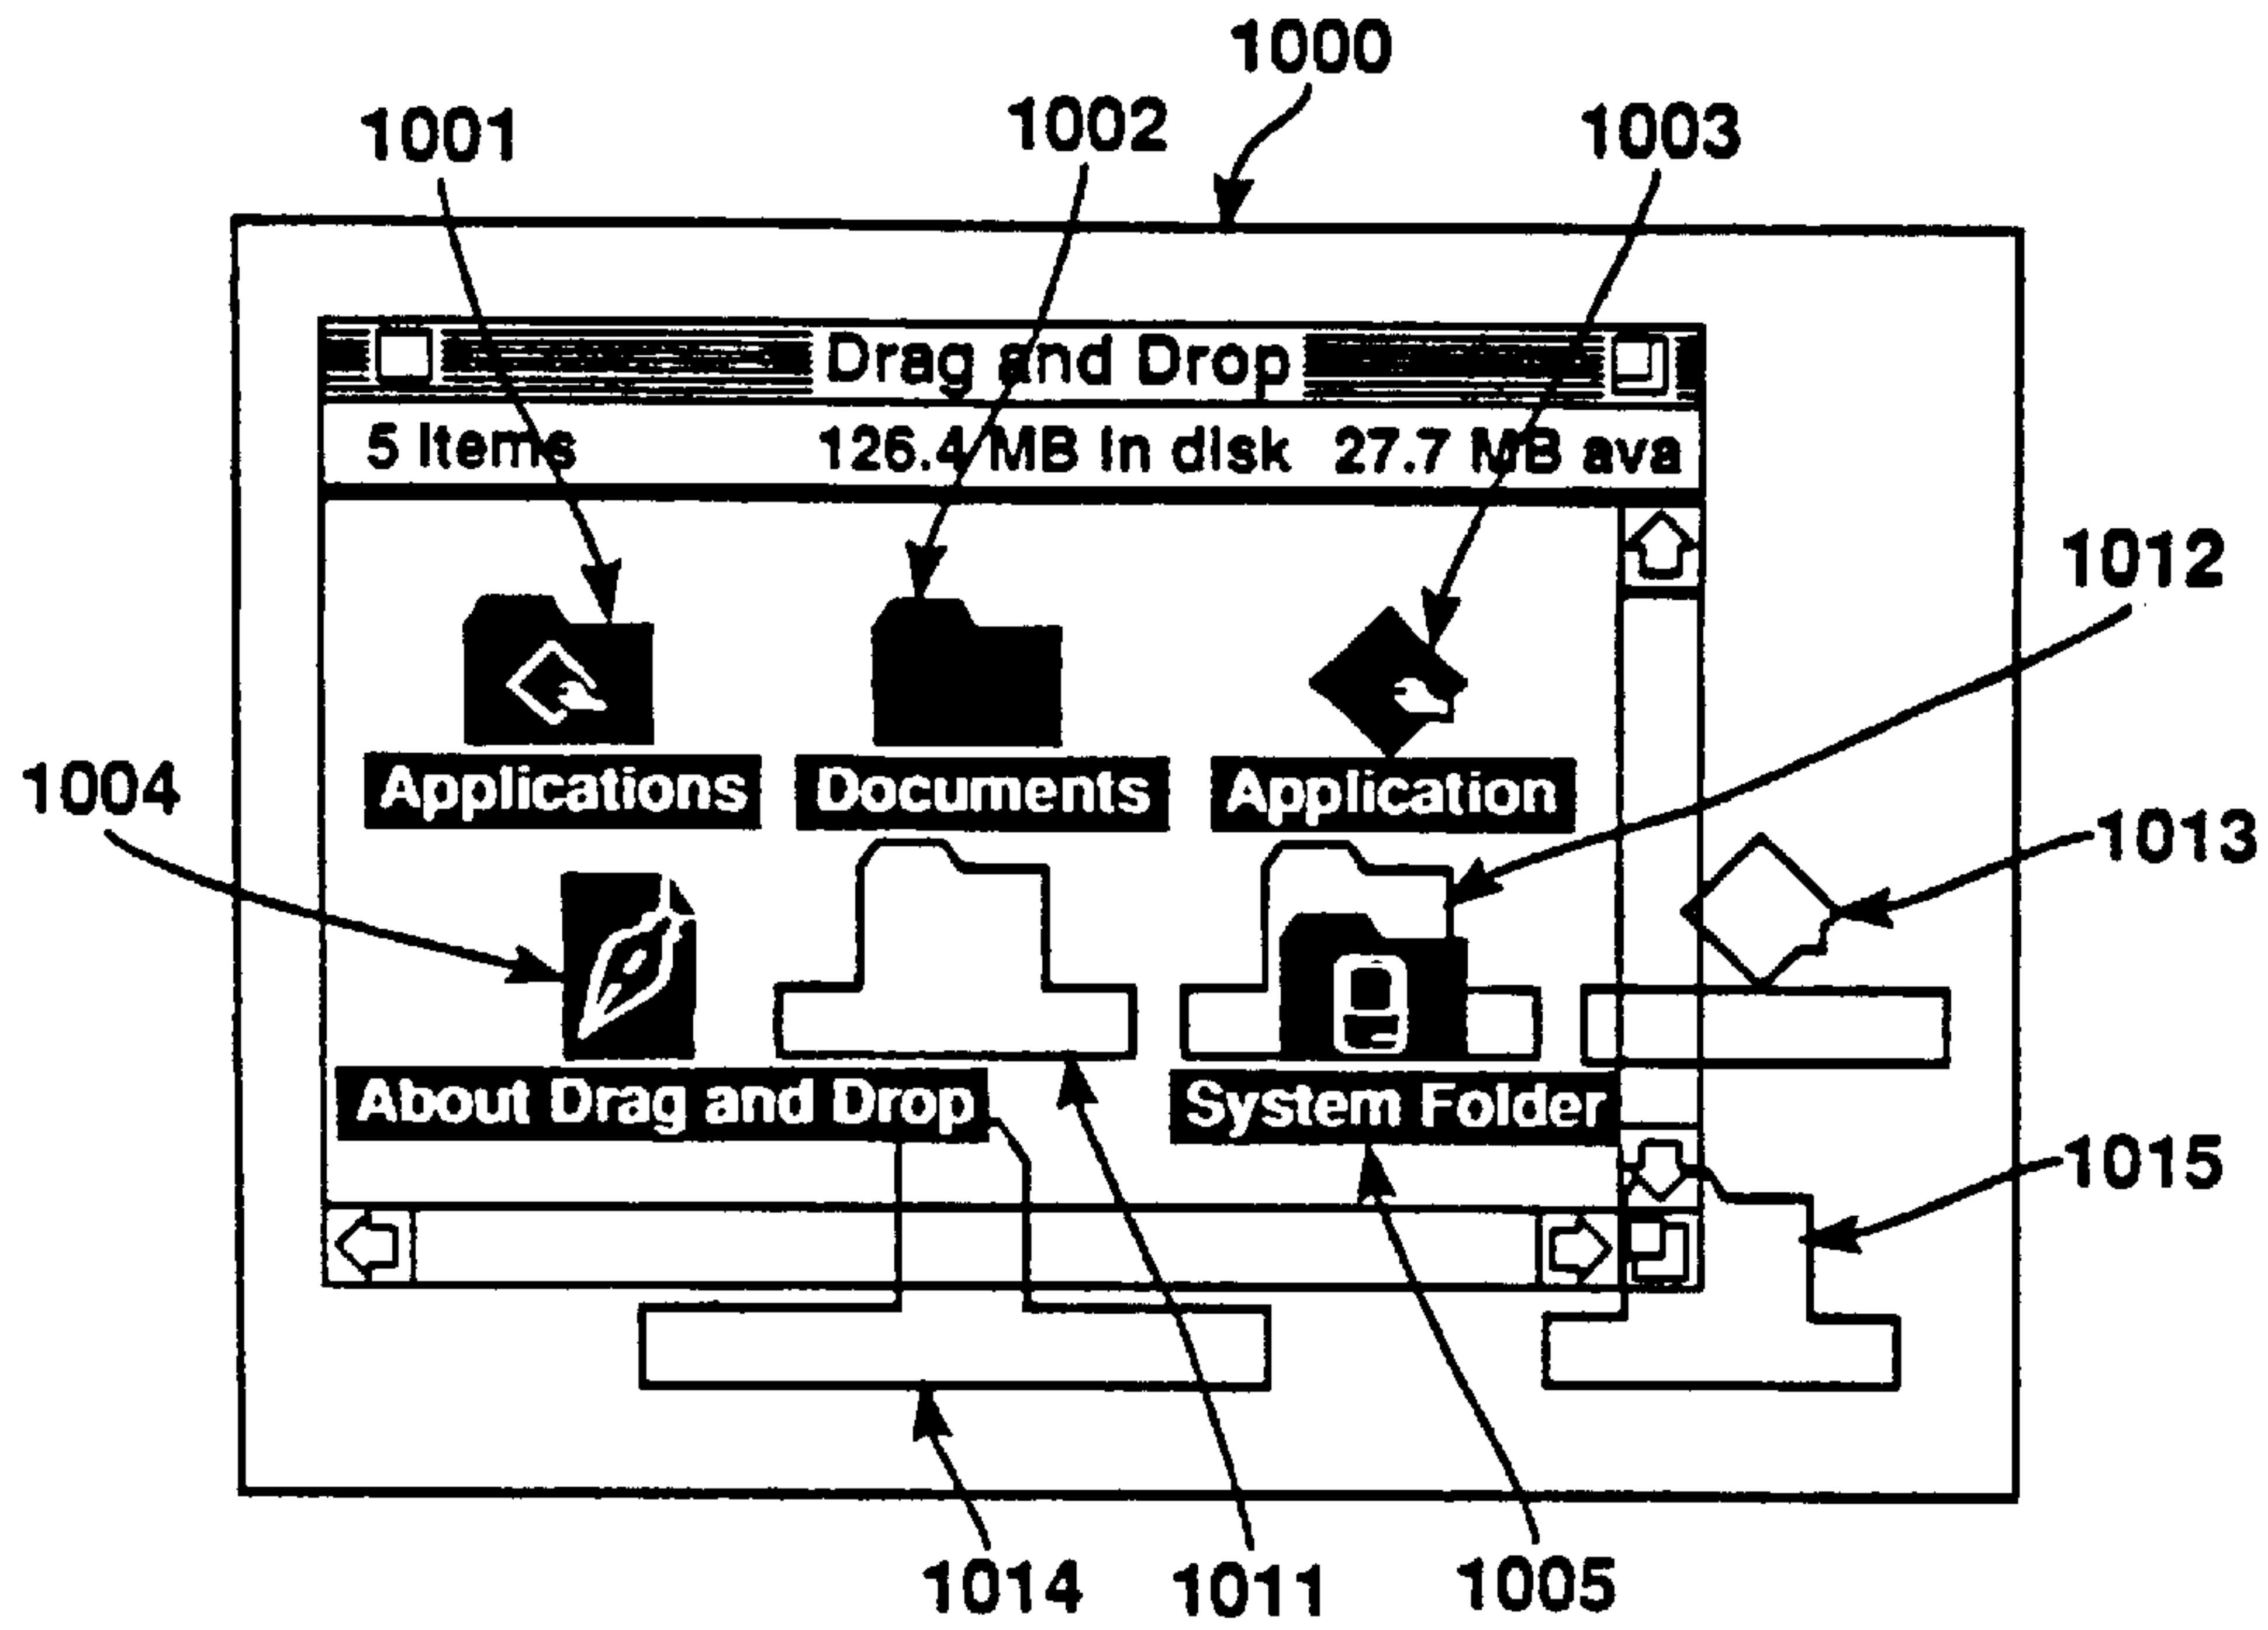 1000
1001
1002
1003
Drag and Drop
5 Items 126.4 MB in disk 27.7 MB ava
1012
Applications Documents Application
1004
1013
About Drag and Drop System Folder
1015
1014
1011
1005